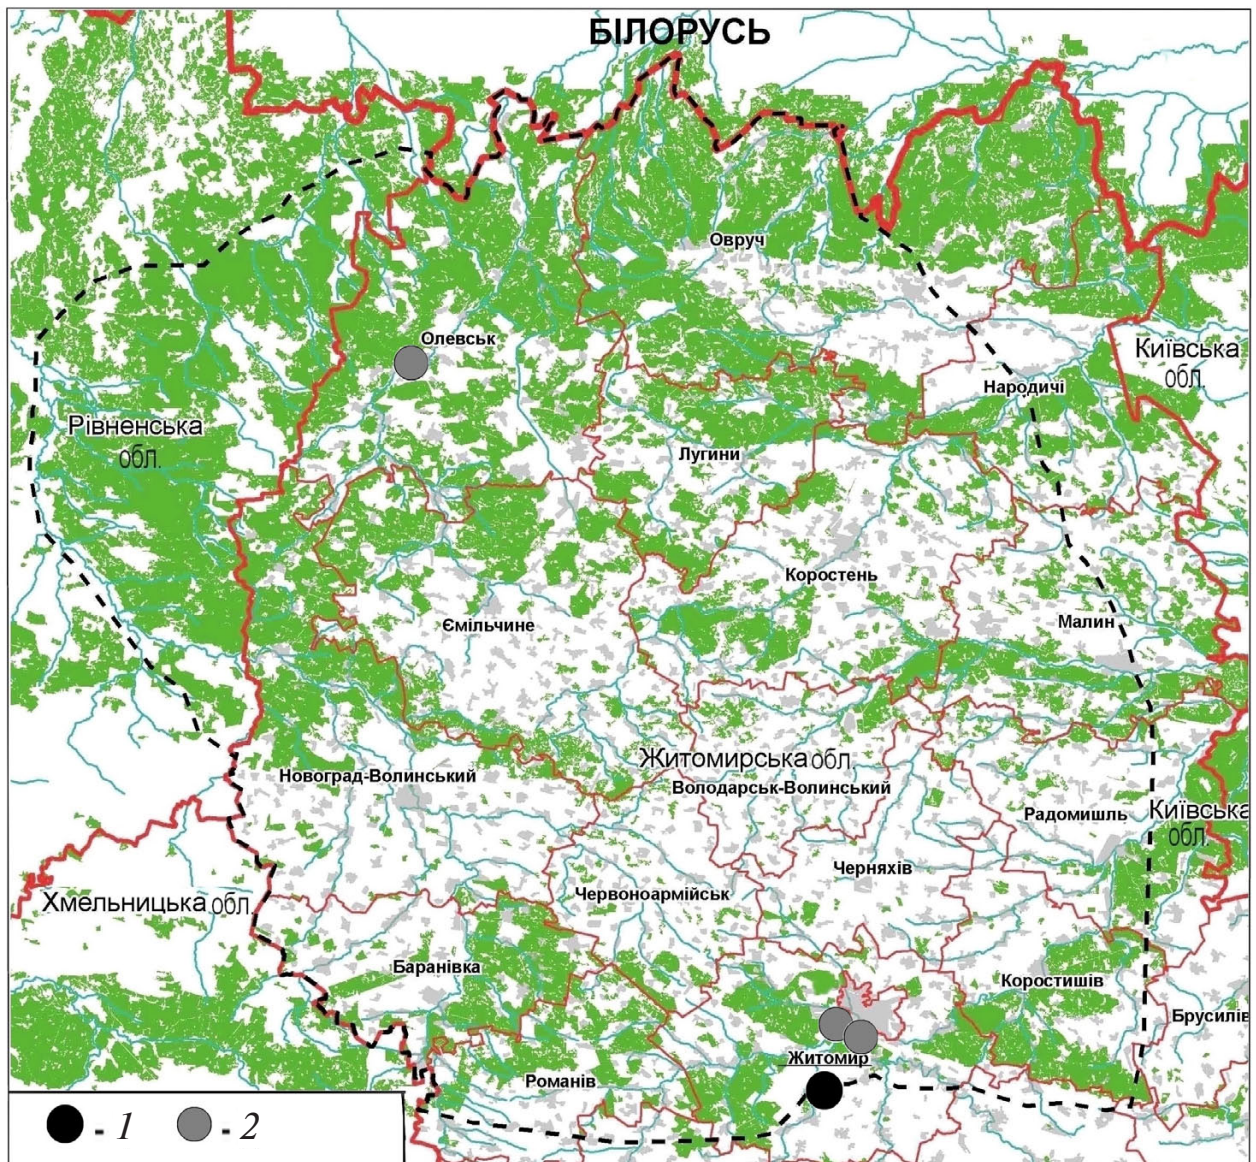 БІЛОРУСЬ
Овруч
Олевськ
Київська
обл.
Народичі
Рівненська
обл.
Лугини
Коростень
Ємільчине
Малин
Житомирська обл.
Новоград-Волинський
Володарськ-Волинський
Радомишль
Київська
обл.
Черняхів
Червоноармійськ
Хмельницька обл.
Баранівка
Коростишів
Брусилів
Житомир
Романів
- 1
- 2